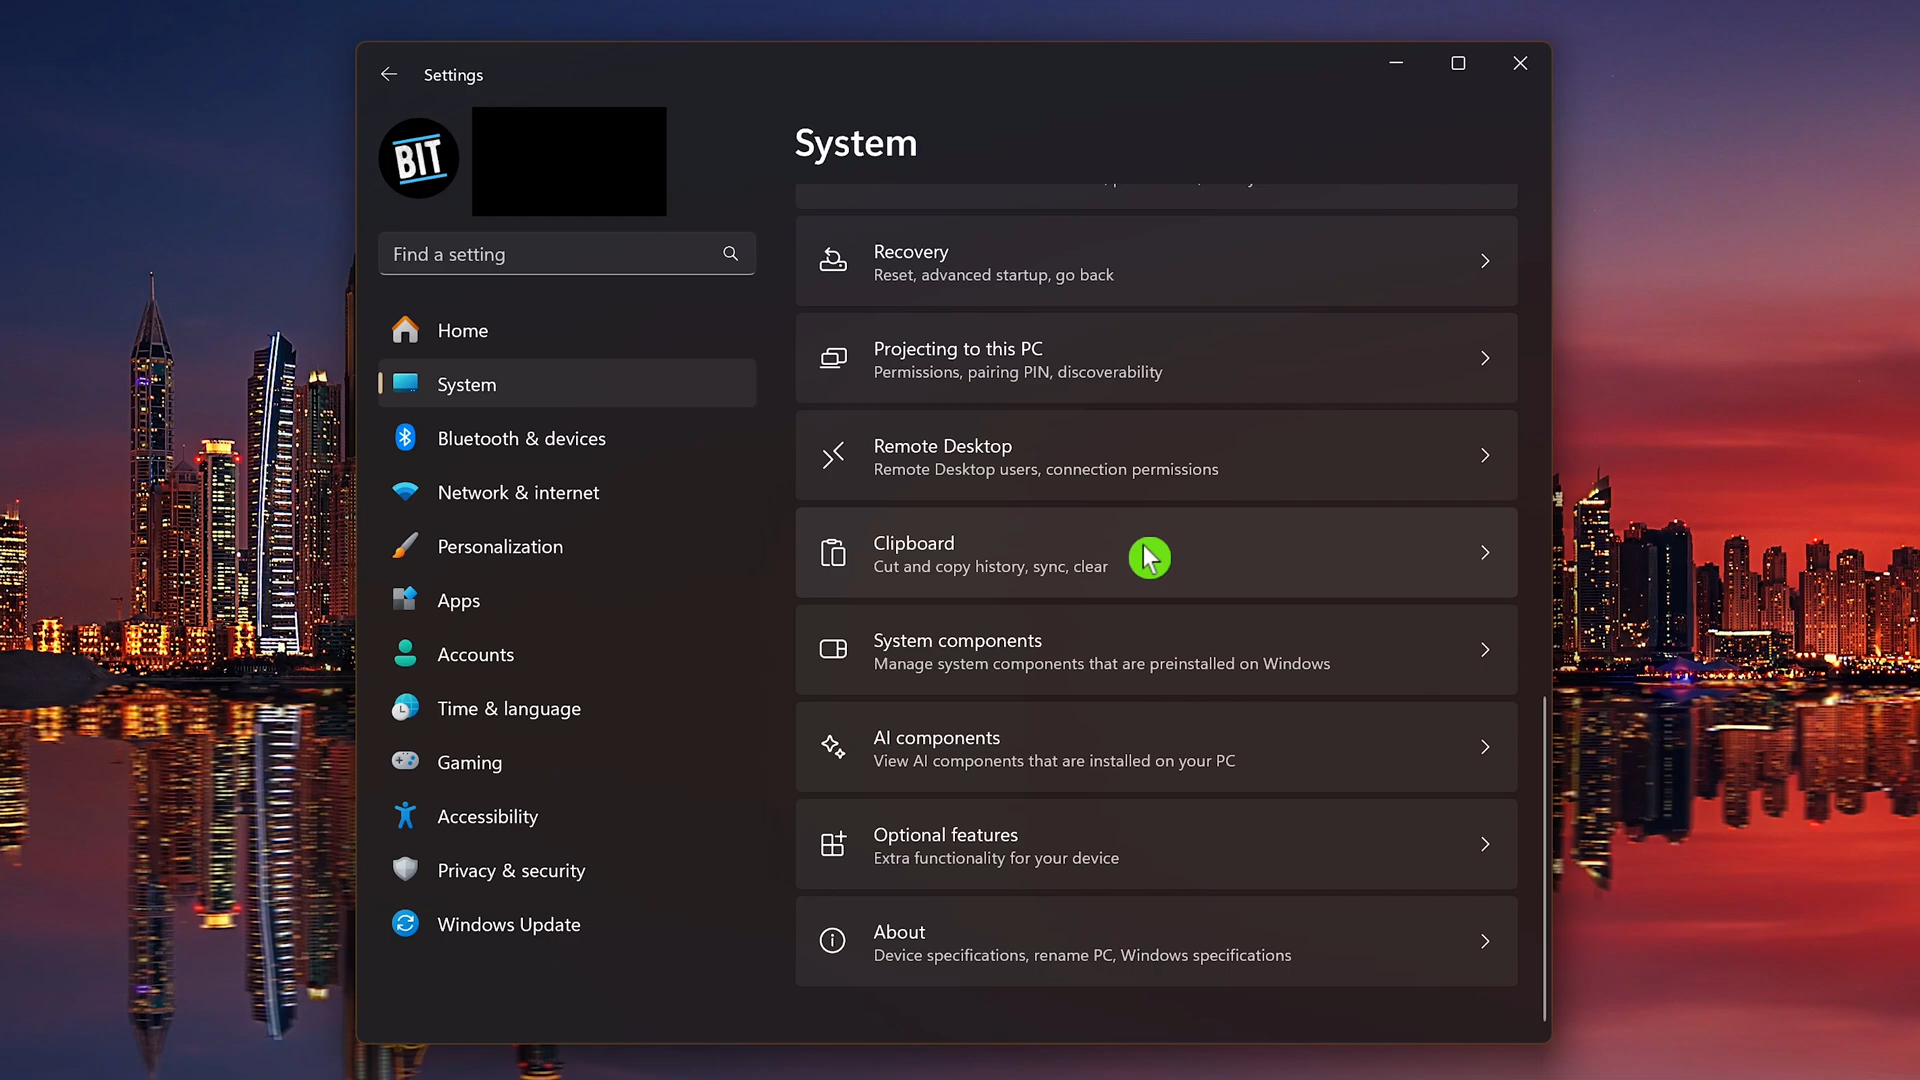 Settings
BIT
Find a setting
Home
System
Bluetooth & devices
Network & internet
Personalization
Apps
Accounts
Time & language
Gaming
Accessibility
Privacy & security
Windows Update
System
Recovery
Reset, advanced startup, go back
Projecting to this PC
Permissions, pairing PIN, discoverability
Remote Desktop
Remote Desktop users, connection permissions
Clipboard
Cut and copy history, sync, clear
System components
Manage system components that are preinstalled on Windows
AI components
View AI components that are installed on your PC
Optional features
Extra functionality for your device
About
Device specifications, rename PC, Windows specifications